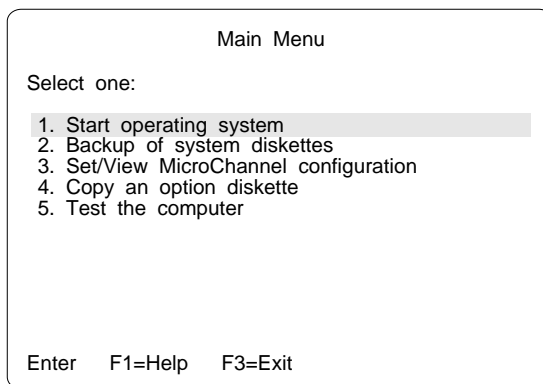 Main Menu
Select one:
1. Start operating system
2. Backup of system diskettes
3. Set/View MicroChannel configuration
4. Copy an option diskette
5. Test the computer
Enter F1=Help F3=Exit